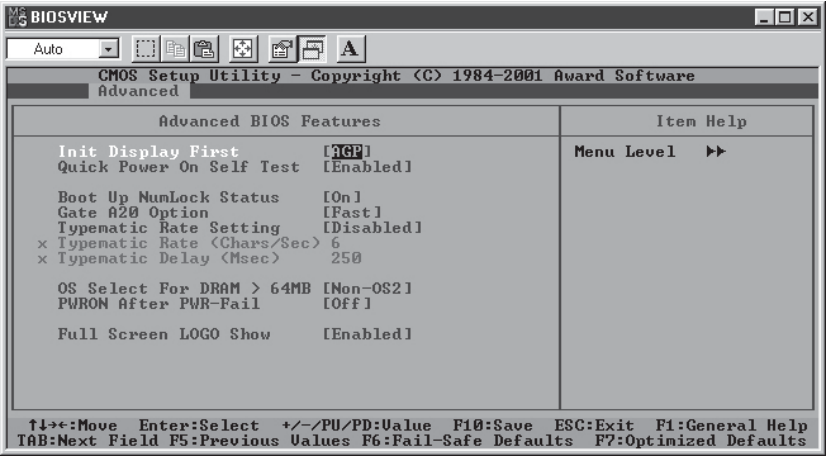 BIOSVIEW
Auto
A
CMOS Setup Utility - Copyright (C) 1984-2001 Award Software
Advanced
Advanced BIOS Features
Item Help
Init Display First [AGP]
Menu Level ►►
Quick Power On Self Test [Enabled]
Boot Up NumLock Status [On]
Gate A20 Option [Fast]
Typematic Rate Setting [Disabled]
x Typematic Rate (Chars/Sec) 6
x Typematic Delay (Msec) 250
OS Select For DRAM > 64MB [Non-OS2]
PWRON After PWR-Fail [Off]
Full Screen LOGO Show [Enabled]
↑↓→←:Move Enter:Select +/-/PU/PD:Value F10:Save ESC:Exit F1:General Help
TAB:Next Field F5:Previous Values F6:Fail-Safe Defaults F7:Optimized Defaults